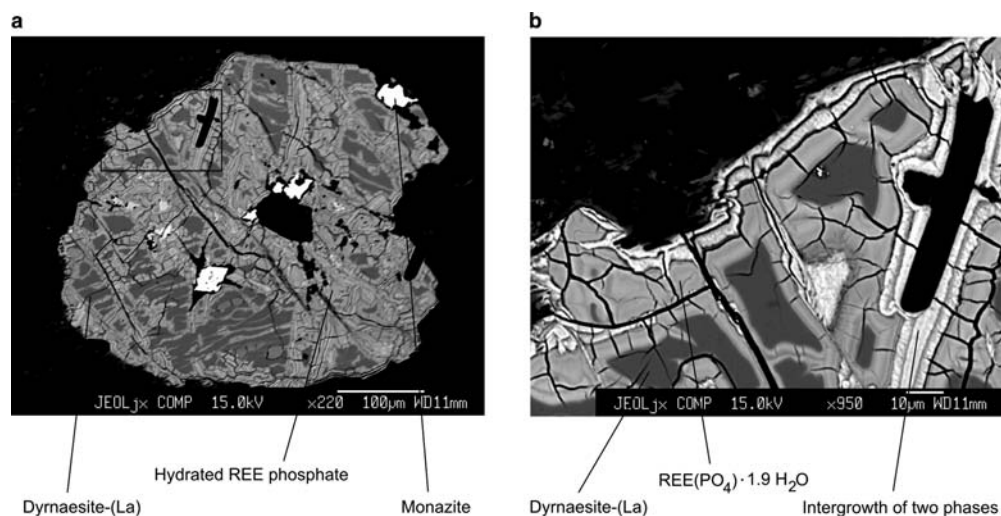 a
JEOLjx COMP 15.0kV ×220 100µm WD11mm
Hydrated REE phosphate
Dyrnaesite-(La) Monazite
b
JEOLjx COMP 15.0kV ×950 10µm WD11mm
REE(PO₄) · 1.9 H₂O
Dyrnaesite-(La) Intergrowth of two phases